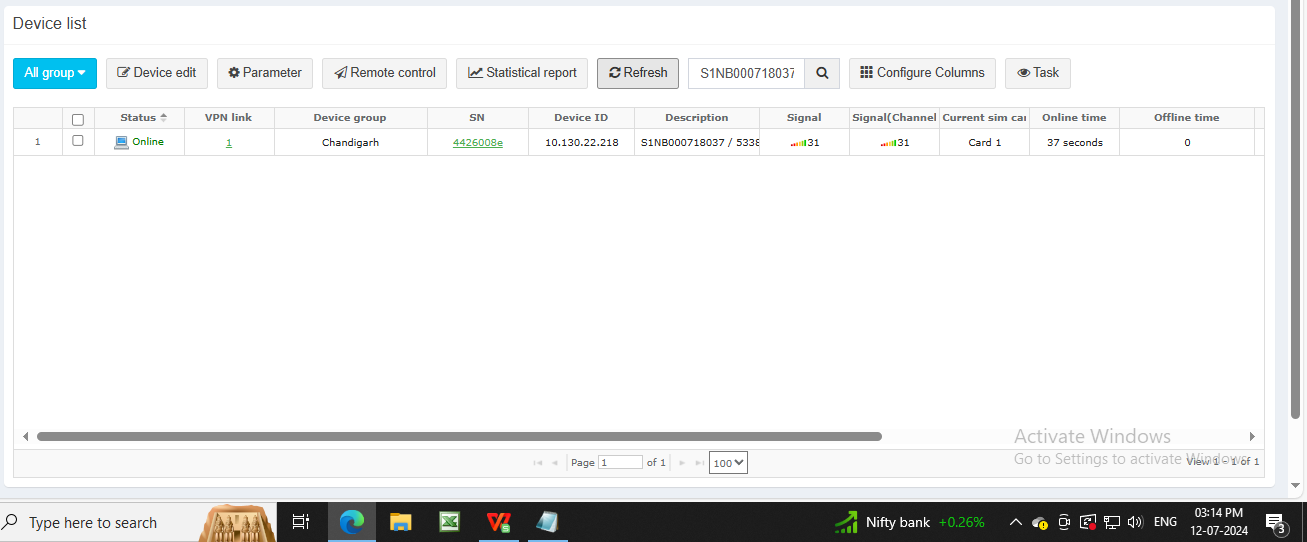 Device list
All group Device edit Parameter Remote control Statistical report Refresh S1NB000718037 Configure Columns Task
Status VPN link Device group SN Device ID Description Signal Signal(Channel Current sim car Online time Offline time
1 Online 1 Chandigarh 4426008e 10.130.22.218 S1NB000718037 / 5338 31 31 Card 1 37 seconds 0
Activate Windows
Go to Settings to activate Windows.
Page 1 of 1 100 View 1 - 1 of 1
Type here to search Nifty bank +0.26% ENG 03:14 PM
12-07-2024 3